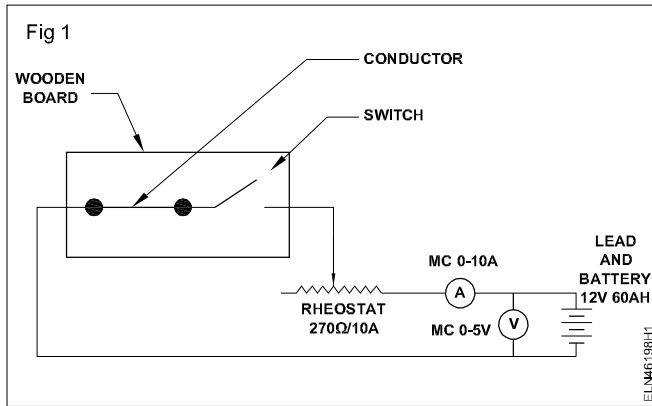 Fig 1
CONDUCTOR
WOODEN
BOARD
SWITCH
LEAD
AND
BATTERY
12V 60AH
MC 0-10A
A
RHEOSTAT
270Ω/10A
MC 0-5V
V
ELN46198H1